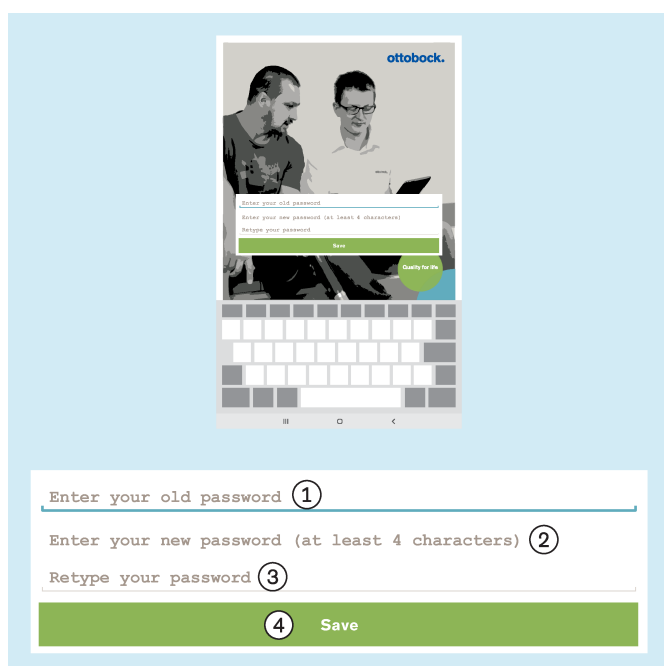 ottobock.
Enter your old password
Enter your new password (at least 4 characters)
Retype your password
Save
Quality for life
Enter your old password 1
Enter your new password (at least 4 characters) 2
Retype your password 3
4 Save